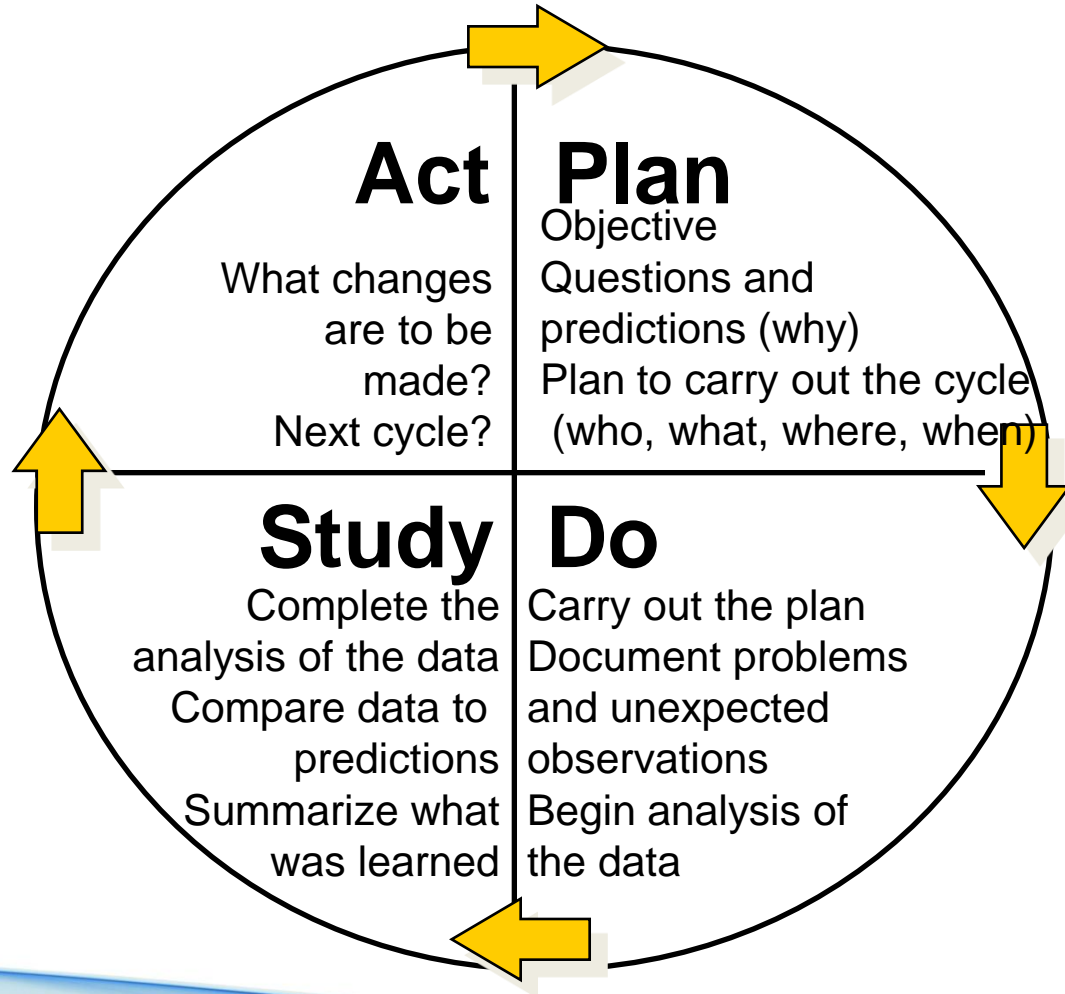 Act
What changes
are to be
made?
Next cycle?
Plan
Objective
Questions and
predictions (why)
Plan to carry out the cycle
(who, what, where, when)
Study
Complete the
analysis of the data
Compare data to
predictions
Summarize what
was learned
Do
Carry out the plan
Document problems
and unexpected
observations
Begin analysis of
the data